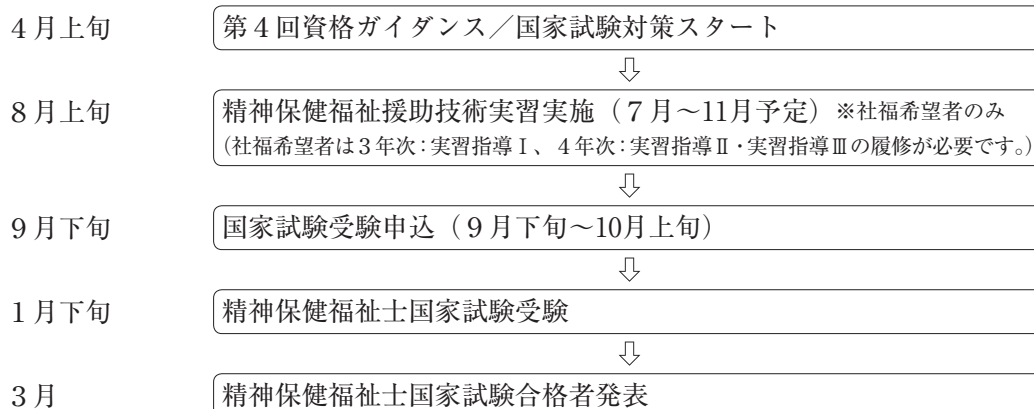 ４月上旬 第４回資格ガイダンス／国家試験対策スタート
⇩
８月上旬 精神保健福祉援助技術実習実施（７月～11月予定）※社福希望者のみ
（社福希望者は３年次：実習指導Ⅰ、４年次：実習指導Ⅱ・実習指導Ⅲの履修が必要です。）
⇩
９月下旬 国家試験受験申込（９月下旬～10月上旬）
⇩
１月下旬 精神保健福祉士国家試験受験
⇩
３月 精神保健福祉士国家試験合格者発表